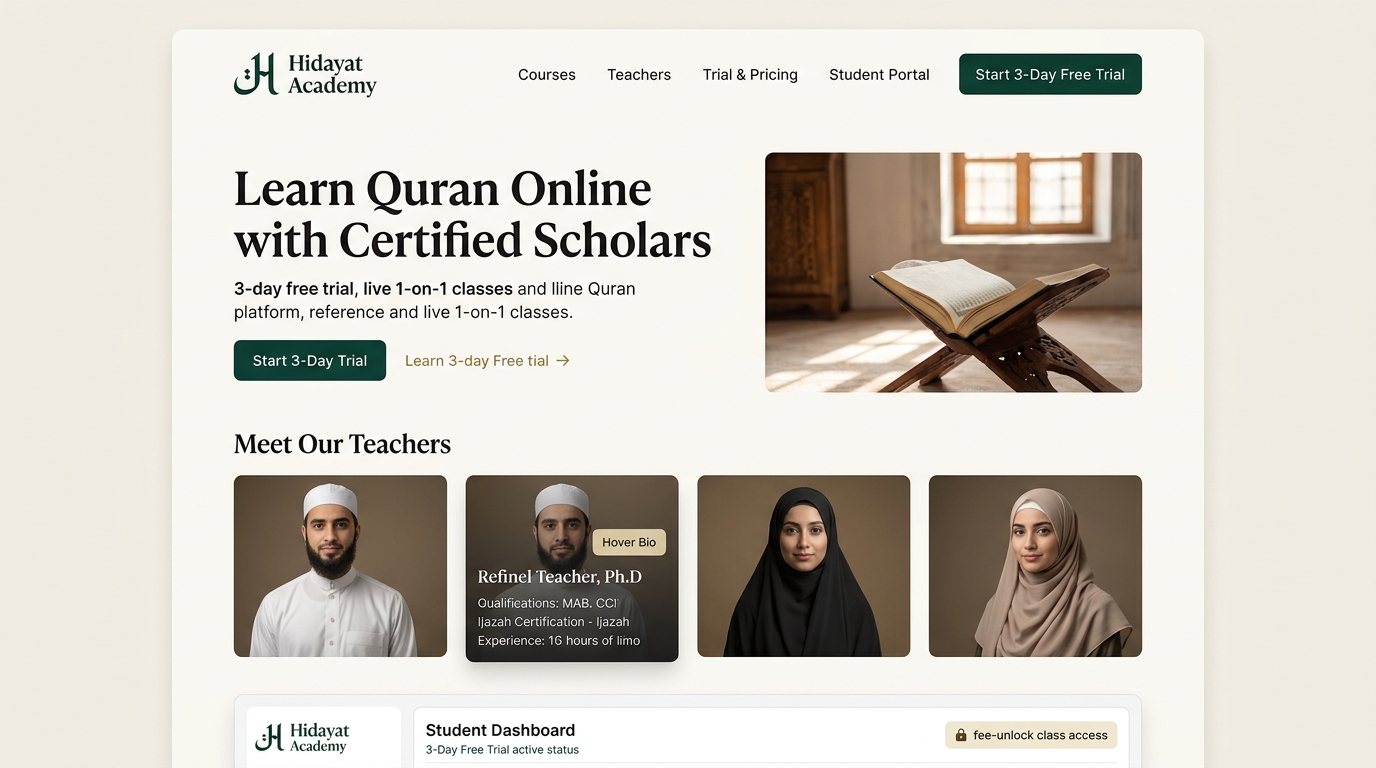 Hidayat
Academy
Courses
Teachers
Trial & Pricing
Student Portal
Start 3-Day Free Trial
Learn Quran Online
with Certified Scholars
3-day free trial, live 1-on-1 classes and lline Quran
platform, reference and live 1-on-1 classes.
Start 3-Day Trial
Learn 3-day Free tial →
Meet Our Teachers
Hover Bio
Refinel Teacher, Ph.D
Qualifications: MAB. CCI
Ijazah Certification - Ijazah
Experience: 16 hours of limo
Hidayat
Academy
Student Dashboard
3-Day Free Trial active status
fee-unlock class access